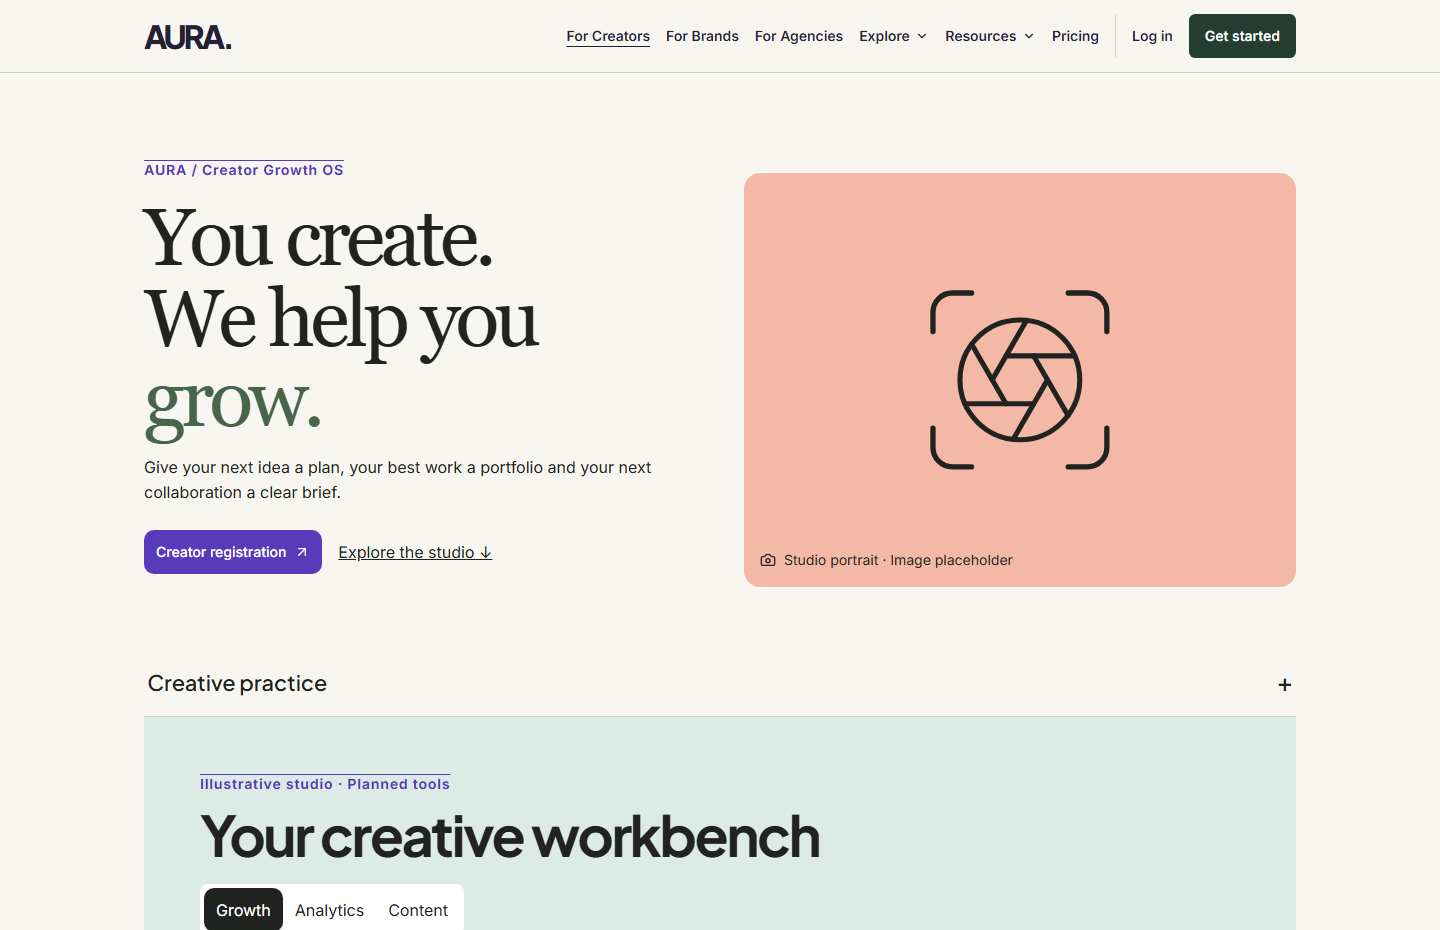 AURA.
For Creators For Brands For Agencies Explore Resources Pricing Log in Get started
AURA / Creator Growth OS
You create.
We help you
grow.
Give your next idea a plan, your best work a portfolio and your next
collaboration a clear brief.
Creator registration Explore the studio ↓
Studio portrait · Image placeholder
Creative practice +
Illustrative studio · Planned tools
Your creative workbench
Growth Analytics Content